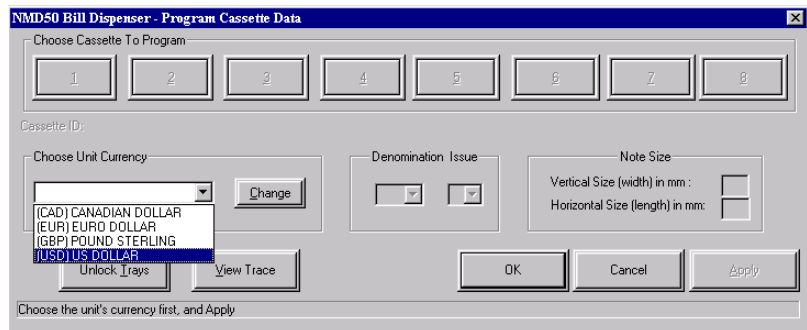 NMD50 Bill Dispenser - Program Cassette Data
Choose Cassette To Program
1 2 3 4 5 6 7 8
Cassette ID:
Choose Unit Currency
Change
(CAD) CANADIAN DOLLAR
(EUR) EURO DOLLAR
(GBP) POUND STERLING
(USD) US DOLLAR
Denomination Issue
Note Size
Vertical Size (width) in mm :
Horizontal Size (length) in mm:
Unlock Trays View Trace OK Cancel Apply
Choose the unit's currency first, and Apply